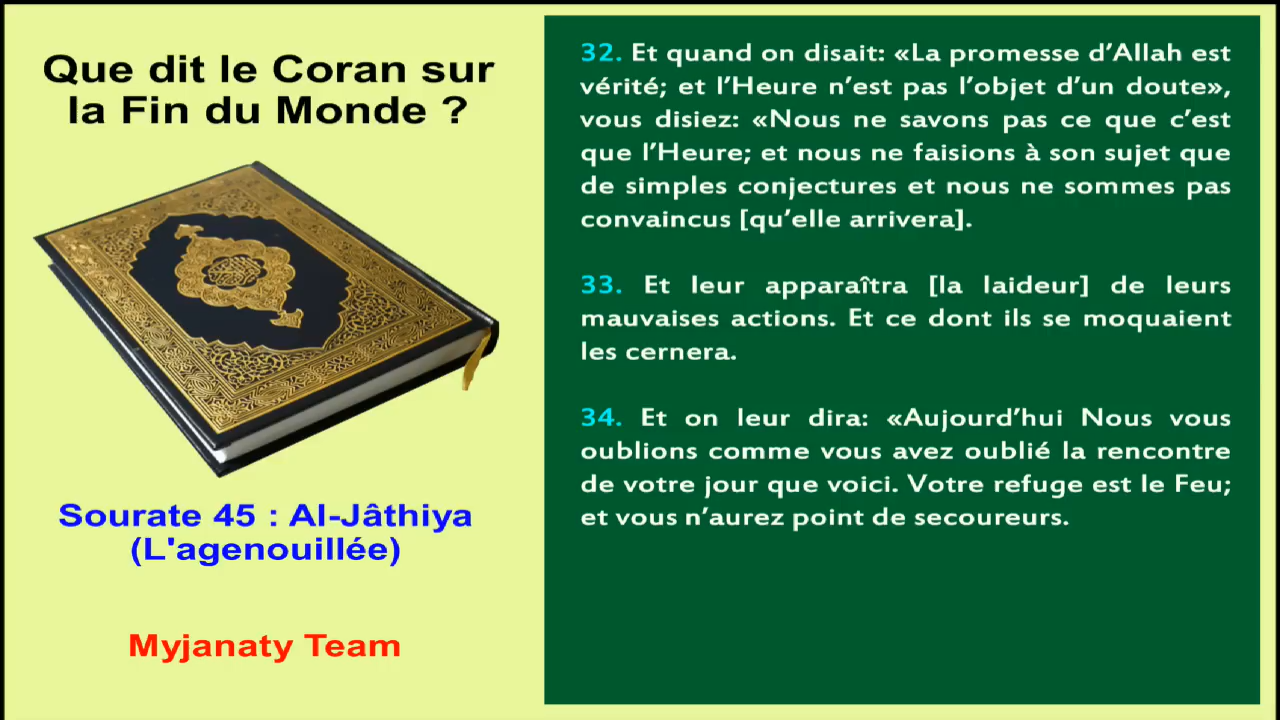 Que dit le Coran sur
la Fin du Monde ?
Sourate 45 : Al-Jâthiya
(L'agenouillée)
Myjanaty Team
32. Et quand on disait: «La promesse d’Allah est
vérité; et l’Heure n’est pas l’objet d’un doute»,
vous disiez: «Nous ne savons pas ce que c’est
que l’Heure; et nous ne faisions à son sujet que
de simples conjectures et nous ne sommes pas
convaincus [qu’elle arrivera].
33. Et leur apparaîtra [la laideur] de leurs
mauvaises actions. Et ce dont ils se moquaient
les cernera.
34. Et on leur dira: «Aujourd’hui Nous vous
oublions comme vous avez oublié la rencontre
de votre jour que voici. Votre refuge est le Feu;
et vous n’aurez point de secoureurs.